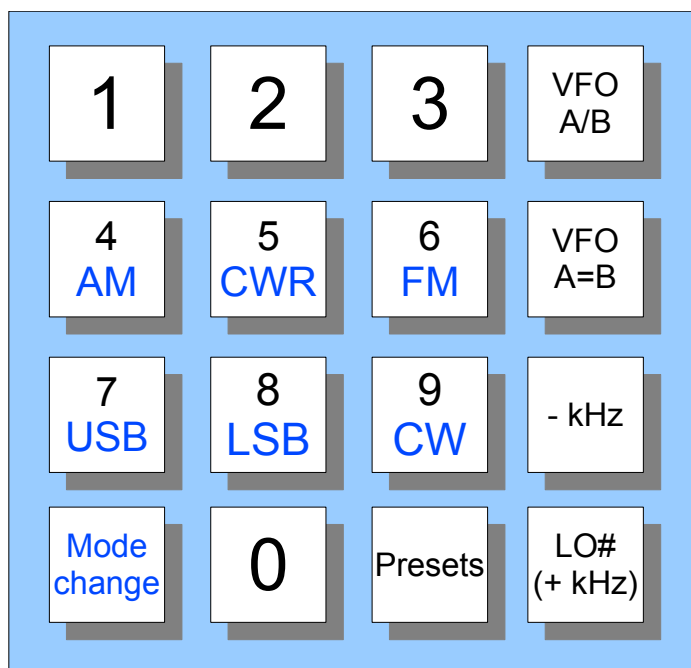 1
2
3
VFO
A/B
4
AM
5
CWR
6
FM
VFO
A=B
7
USB
8
LSB
9
CW
- kHz
Mode
change
0
Presets
LO#
(+ kHz)